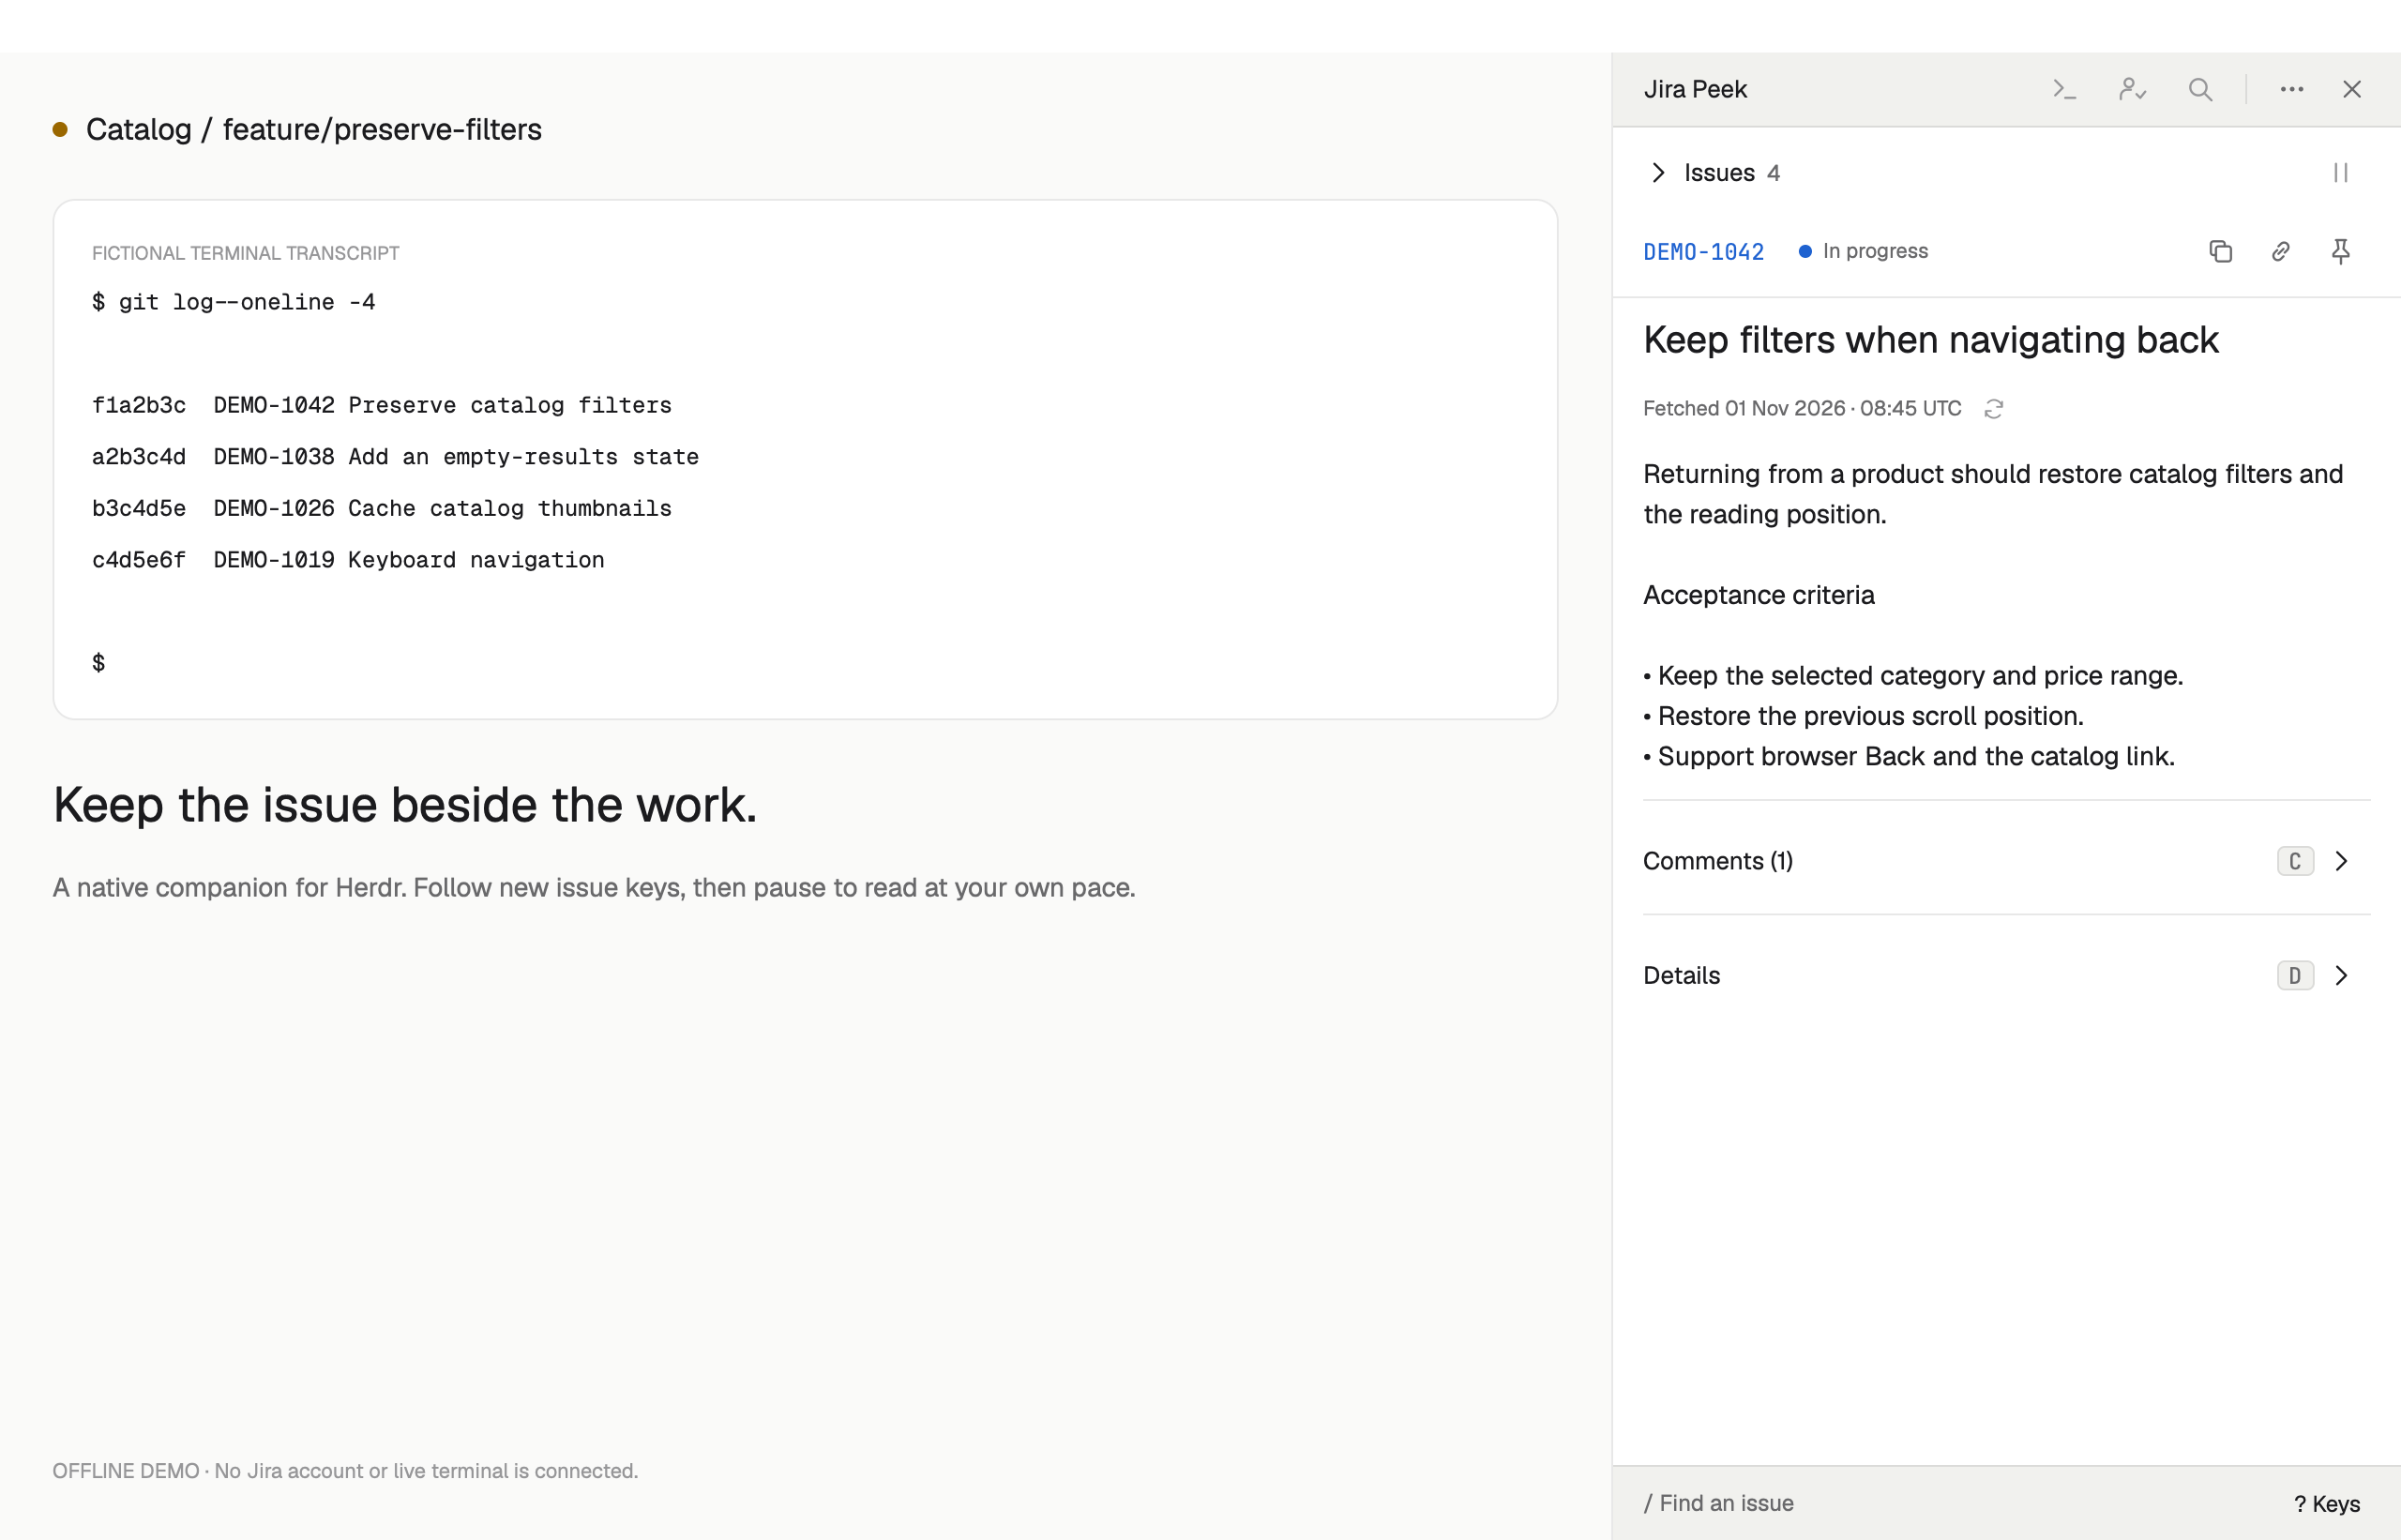 Catalog / feature/preserve-filters
FICTIONAL TERMINAL TRANSCRIPT
$ git log--oneline -4
f1a2b3c  DEMO-1042 Preserve catalog filters
a2b3c4d  DEMO-1038 Add an empty-results state
b3c4d5e  DEMO-1026 Cache catalog thumbnails
c4d5e6f  DEMO-1019 Keyboard navigation
$
Keep the issue beside the work.
A native companion for Herdr. Follow new issue keys, then pause to read at your own pace.
OFFLINE DEMO · No Jira account or live terminal is connected.
Jira Peek
Issues 4
DEMO-1042 In progress
Keep filters when navigating back
Fetched 01 Nov 2026 · 08:45 UTC
Returning from a product should restore catalog filters and
the reading position.
Acceptance criteria
• Keep the selected category and price range.
• Restore the previous scroll position.
• Support browser Back and the catalog link.
Comments (1) C
Details D
/ Find an issue ? Keys